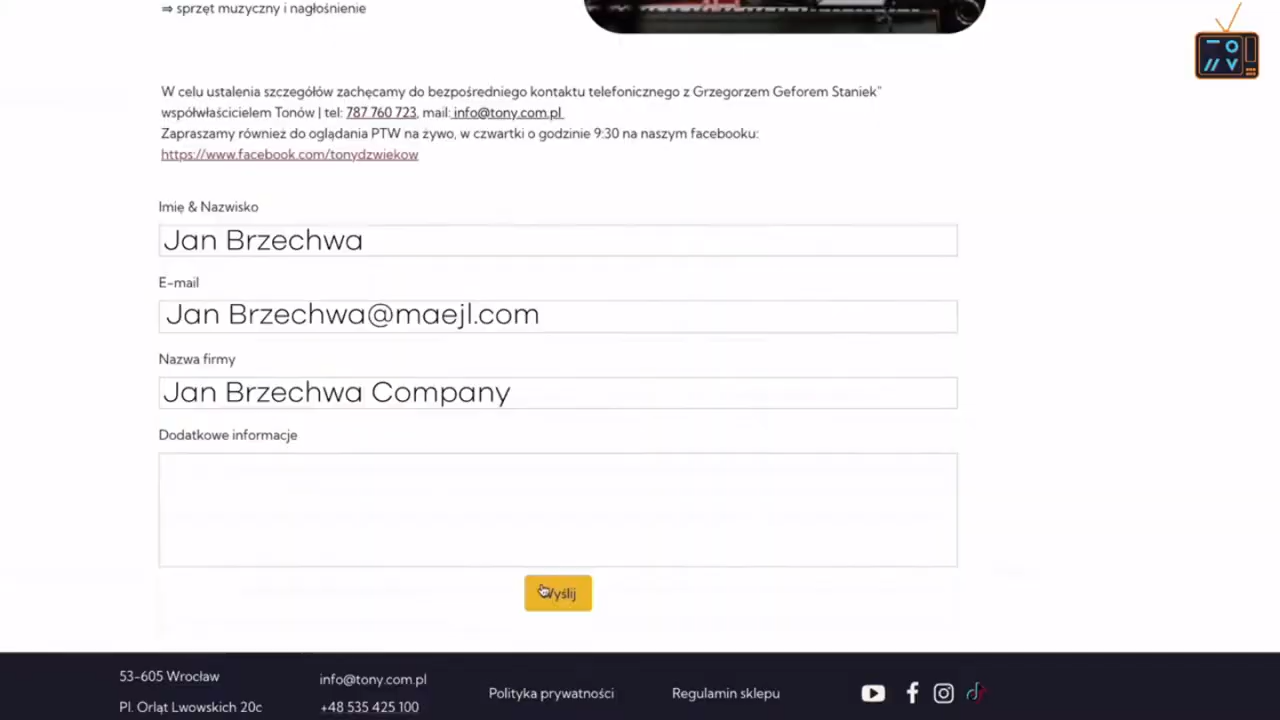 ⇒ sprzęt muzyczny i nagłośnienie
W celu ustalenia szczegółów zachęcamy do bezpośredniego kontaktu telefonicznego z Grzegorzem Geforem Staniek"
współwłaścicielem Tonów | tel: 787 760 723, mail: info@tony.com.pl
Zapraszamy również do oglądania PTW na żywo, w czwartki o godzinie 9:30 na naszym facebooku:
https://www.facebook.com/tonydzwiekow
Imię & Nazwisko
Jan Brzechwa
E-mail
Jan Brzechwa@maejl.com
Nazwa firmy
Jan Brzechwa Company
Dodatkowe informacje
Wyślij
53-605 Wrocław
info@tony.com.pl
Polityka prywatności
Regulamin sklepu
Pl. Orląt Lwowskich 20c
+48 535 425 100